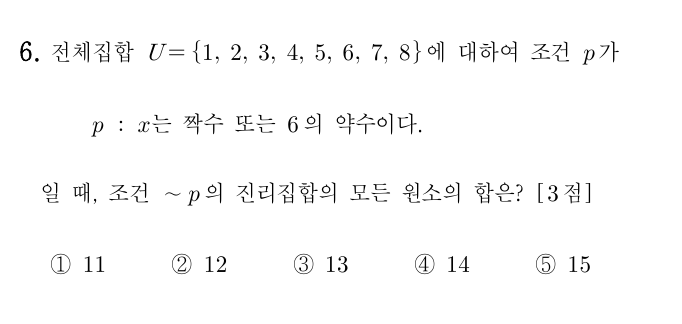 6. 전체집합 U={1, 2, 3, 4, 5, 6, 7, 8}에 대하여 조건 p가
p : x는 짝수 또는 6의 약수이다.
일 때, 조건 ~p의 진리집합의 모든 원소의 합은? [3점]
① 11 ② 12 ③ 13 ④ 14 ⑤ 15